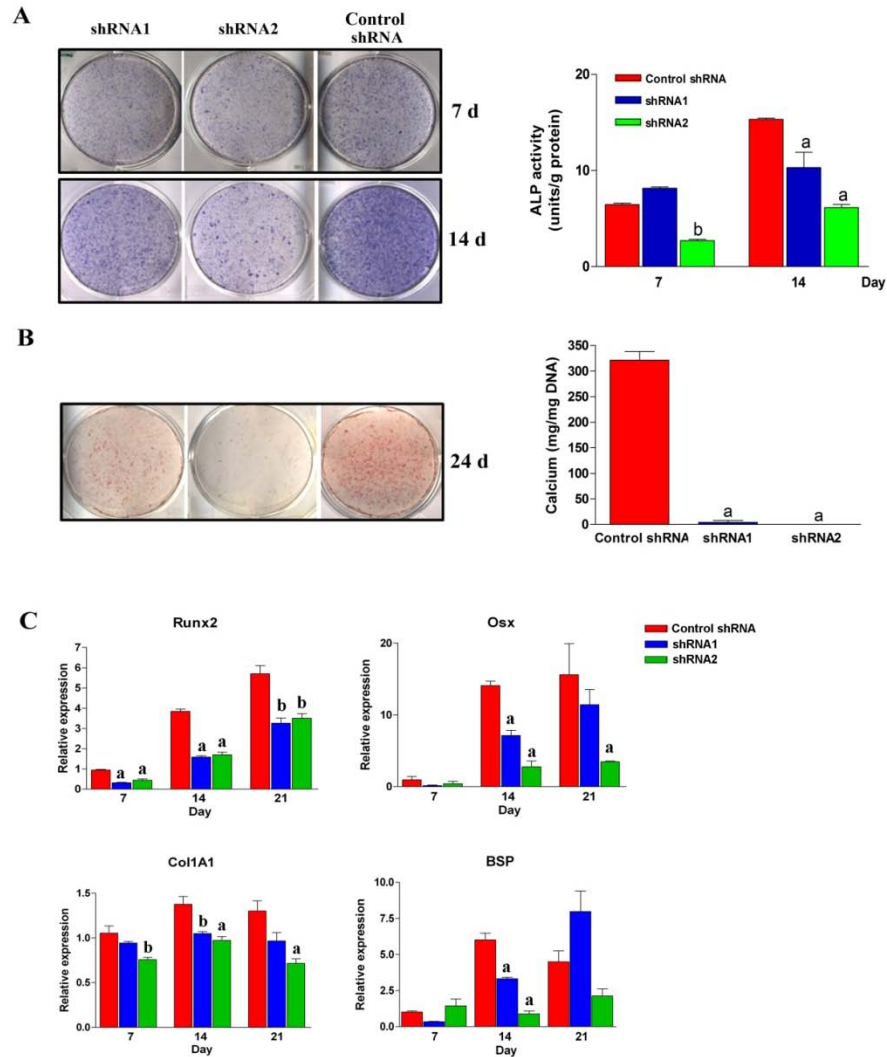 A
shRNA1
shRNA2
Control
shRNA
7 d
14 d
20
10
0
ALP activity
(units/g protein)
Control shRNA
shRNA1
shRNA2
b
a
a
7
14
Day
B
24 d
350
300
250
200
150
100
50
0
Calcium (mg/mg DNA)
a
a
Control shRNA
shRNA1
shRNA2
C
Runx2
7
6
5
4
3
2
1
0
Relative expression
a a
a a
b b
7 14 21
Day
Osx
20
10
0
Relative expression
a
a
a
7 14 21
Day
Control shRNA
shRNA1
shRNA2
Col1A1
1.5
1.0
0.5
0.0
Relative expression
b
b a
a
7 14 21
Day
BSP
10.0
7.5
5.0
2.5
0.0
Relative expression
a
a
7 14 21
Day